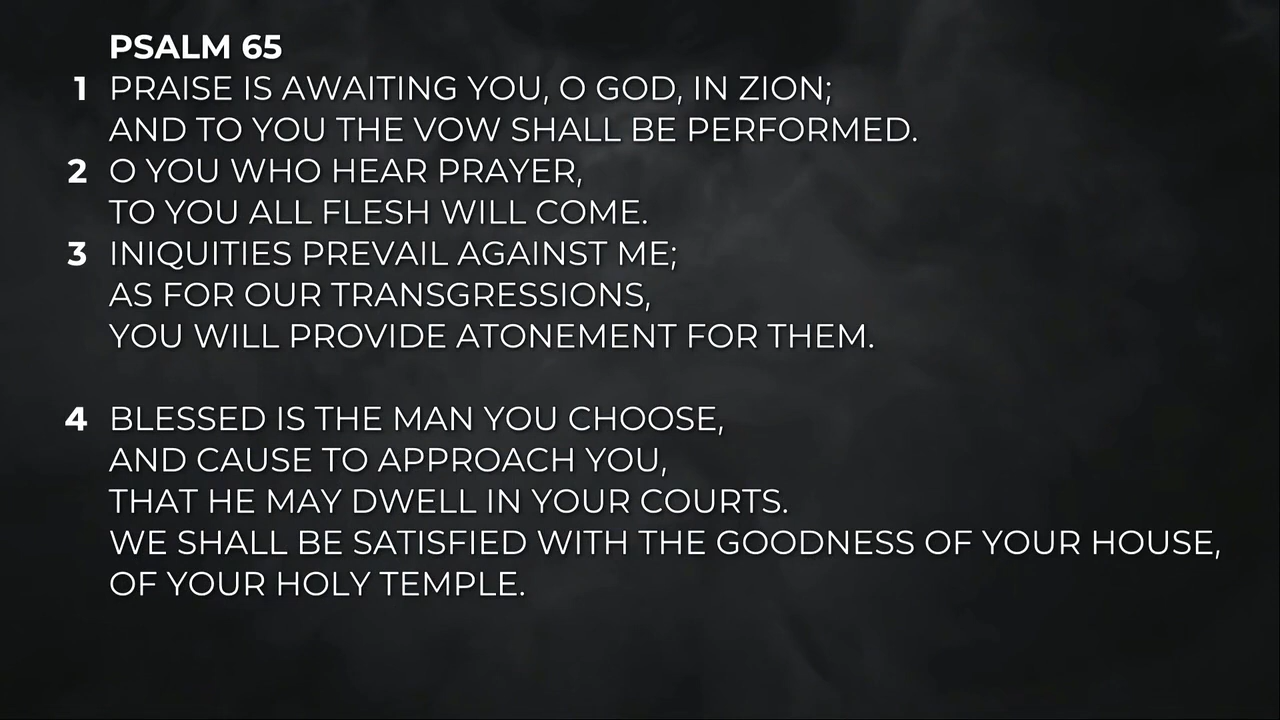 PSALM 65
1 PRAISE IS AWAITING YOU, O GOD, IN ZION;
AND TO YOU THE VOW SHALL BE PERFORMED.
2 O YOU WHO HEAR PRAYER,
TO YOU ALL FLESH WILL COME.
3 INIQUITIES PREVAIL AGAINST ME;
AS FOR OUR TRANSGRESSIONS,
YOU WILL PROVIDE ATONEMENT FOR THEM.
4 BLESSED IS THE MAN YOU CHOOSE,
AND CAUSE TO APPROACH YOU,
THAT HE MAY DWELL IN YOUR COURTS.
WE SHALL BE SATISFIED WITH THE GOODNESS OF YOUR HOUSE,
OF YOUR HOLY TEMPLE.